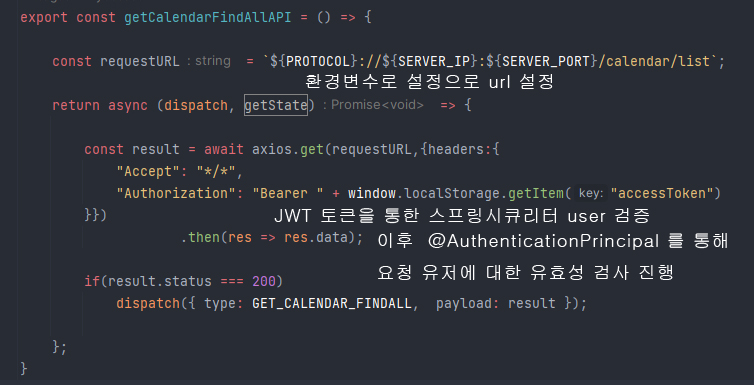 export const getCalendarFindAllAPI = () => {
const requestURL : string = `${PROTOCOL}://${SERVER_IP}:${SERVER_PORT}/calendar/list`;
환경변수로 설정으로 url 설정
return async (dispatch, getState) : Promise<void> => {
const result = await axios.get(requestURL,{headers:{
"Accept": "*/*",
"Authorization": "Bearer " + window.localStorage.getItem( key: "accessToken")
}})
JWT 토큰을 통한 스프링시큐리터 user 검증
.then(res => res.data);
이후 @AuthenticationPrincipal 를 통해
요청 유저에 대한 유효성 검사 진행
if(result.status === 200)
dispatch({ type: GET_CALENDAR_FINDALL, payload: result });
};
}